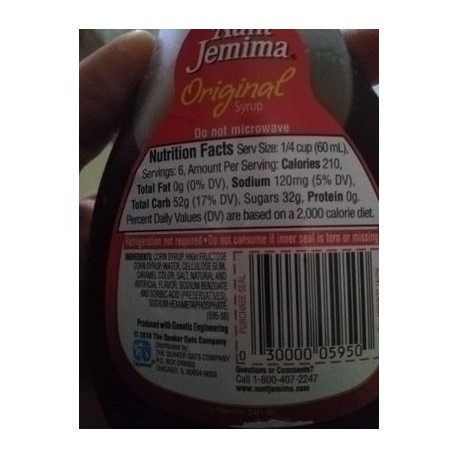 Aunt
Jemima®
Original
Syrup
Do not microwave
Nutrition Facts Serv Size: 1/4 cup (60 mL),
Servings: 6, Amount Per Serving: Calories 210,
Total Fat 0g (0% DV), Sodium 120mg (5% DV),
Total Carb 52g (17% DV), Sugars 32g, Protein 0g.
Percent Daily Values (DV) are based on a 2,000 calorie diet.
Refrigeration not required • Do not consume if inner seal is torn or missing
INGREDIENTS: CORN SYRUP, HIGH FRUCTOSE
CORN SYRUP, WATER, CELLULOSE GUM,
CARAMEL COLOR, SALT, NATURAL AND
ARTIFICIAL FLAVOR, SODIUM BENZOATE
AND SORBIC ACID (PRESERVATIVES),
SODIUM HEXAMETAPHOSPHATE.
Produced with Genetic Engineering
The Quaker Oats Company
Distributed by:
THE QUAKER OATS COMPANY
P.O. BOX 049003
CHICAGO, IL 60604-9003
PURCHASE SEAL
0 30000 05950
Questions or Comments?
Call 1-800-407-2247
www.auntjemima.com